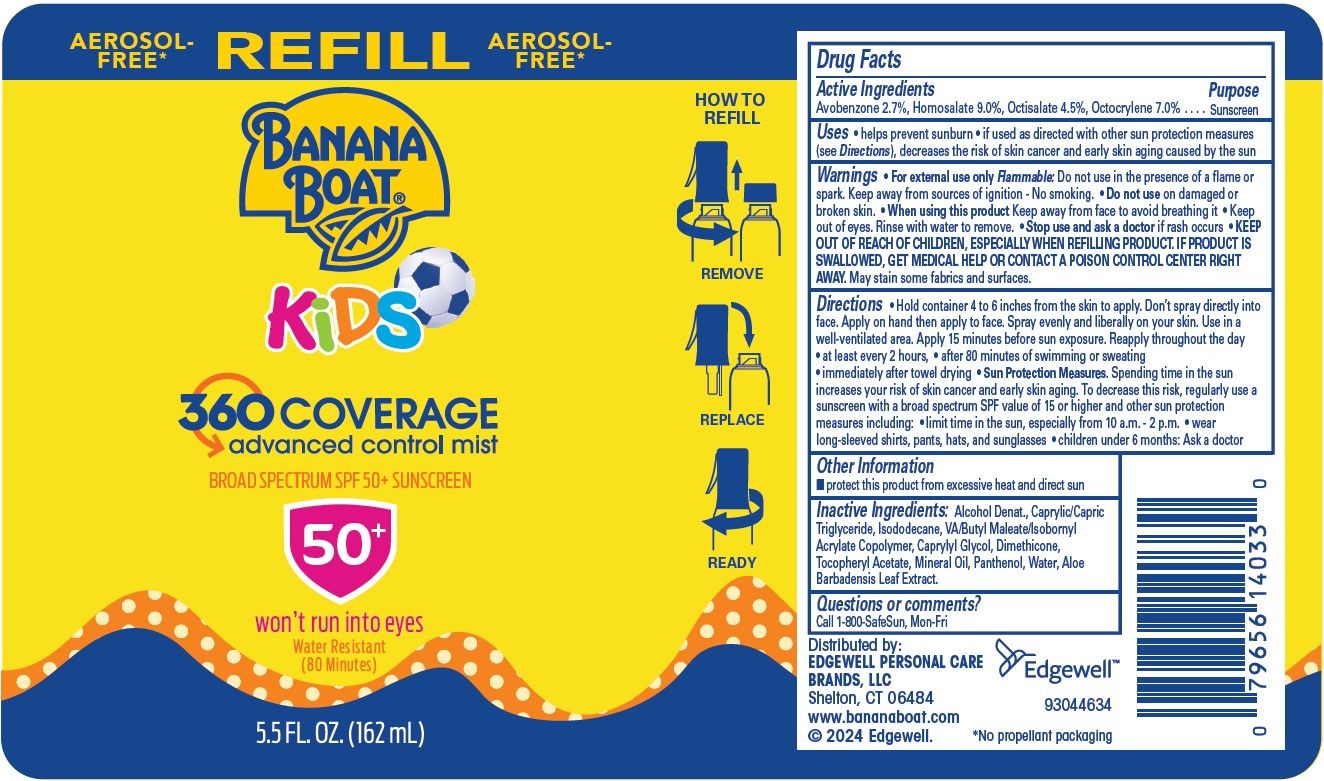 AEROSOL-
FREE*
REFILL
AEROSOL-
FREE*
BANANA
BOAT®
KiDS
360 COVERAGE
advanced control mist
BROAD SPECTRUM SPF 50+ SUNSCREEN
50+
won't run into eyes
Water Resistant
(80 Minutes)
5.5 FL. OZ. (162 mL)
HOW TO
REFILL
REMOVE
REPLACE
READY
Drug Facts
Active Ingredients Purpose
Avobenzone 2.7%, Homosalate 9.0%, Octisalate 4.5%, Octocrylene 7.0% .... Sunscreen
Uses • helps prevent sunburn • if used as directed with other sun protection measures
(see Directions), decreases the risk of skin cancer and early skin aging caused by the sun
Warnings • For external use only Flammable: Do not use in the presence of a flame or
spark. Keep away from sources of ignition - No smoking. • Do not use on damaged or
broken skin. • When using this product Keep away from face to avoid breathing it • Keep
out of eyes. Rinse with water to remove. • Stop use and ask a doctor if rash occurs • KEEP
OUT OF REACH OF CHILDREN, ESPECIALLY WHEN REFILLING PRODUCT. IF PRODUCT IS
SWALLOWED, GET MEDICAL HELP OR CONTACT A POISON CONTROL CENTER RIGHT
AWAY. May stain some fabrics and surfaces.
Directions • Hold container 4 to 6 inches from the skin to apply. Don't spray directly into
face. Apply on hand then apply to face. Spray evenly and liberally on your skin. Use in a
well-ventilated area. Apply 15 minutes before sun exposure. Reapply throughout the day
• at least every 2 hours, • after 80 minutes of swimming or sweating
• immediately after towel drying • Sun Protection Measures. Spending time in the sun
increases your risk of skin cancer and early skin aging. To decrease this risk, regularly use a
sunscreen with a broad spectrum SPF value of 15 or higher and other sun protection
measures including: • limit time in the sun, especially from 10 a.m. - 2 p.m. • wear
long-sleeved shirts, pants, hats, and sunglasses • children under 6 months: Ask a doctor
Other Information
■ protect this product from excessive heat and direct sun
Inactive Ingredients: Alcohol Denat., Caprylic/Capric
Triglyceride, Isododecane, VA/Butyl Maleate/Isobornyl
Acrylate Copolymer, Caprylyl Glycol, Dimethicone,
Tocopheryl Acetate, Mineral Oil, Panthenol, Water, Aloe
Barbadensis Leaf Extract.
Questions or comments?
Call 1-800-SafeSun, Mon-Fri
Distributed by:
EDGEWELL PERSONAL CARE
BRANDS, LLC
Shelton, CT 06484
www.bananaboat.com
© 2024 Edgewell.
Edgewell™
93044634
*No propellant packaging
0 79656 14033 0